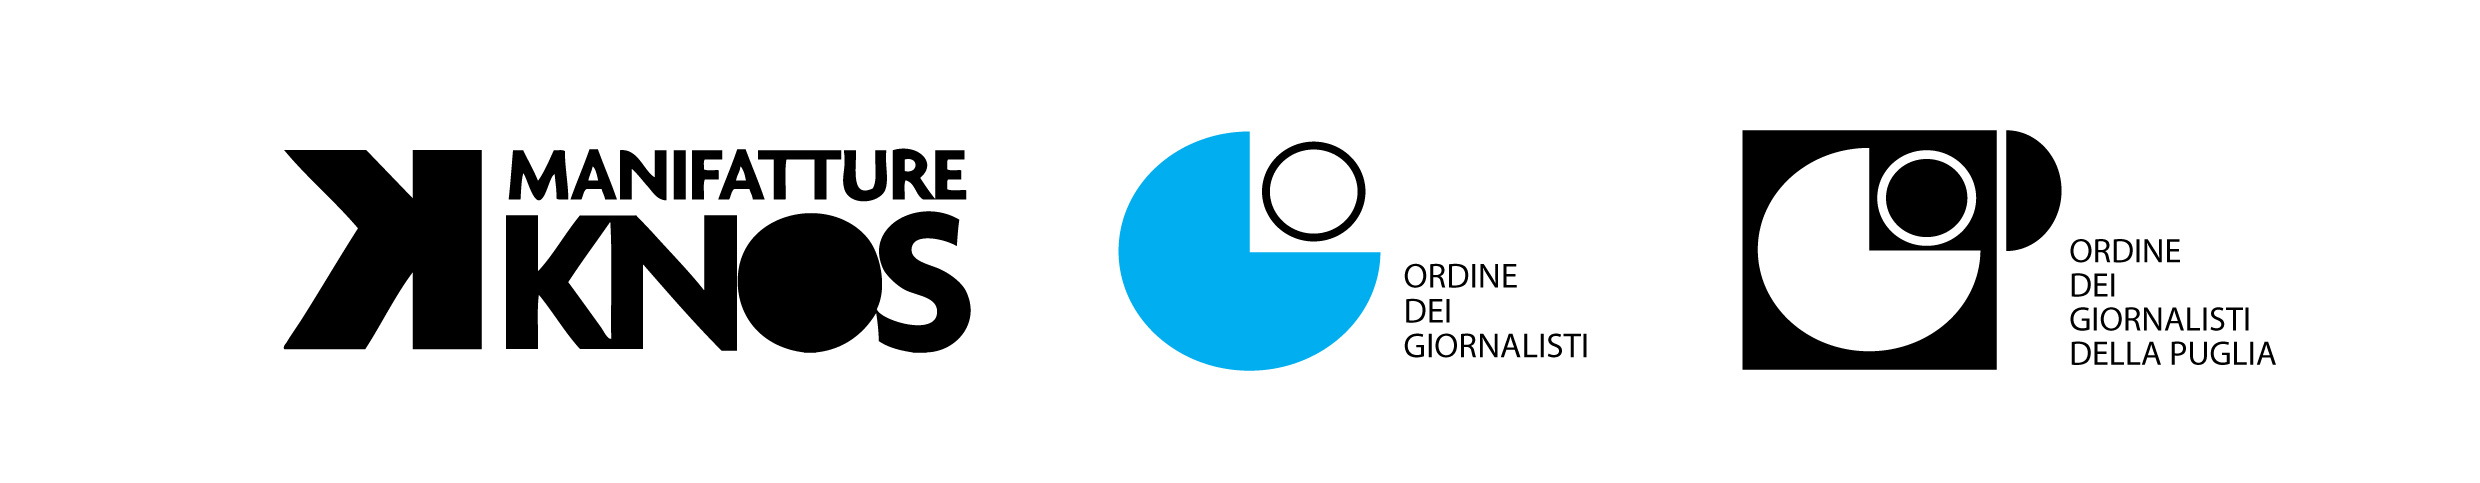 K
MANIFATTURE
KNOS
ORDINE
DEI
GIORNALISTI
ORDINE
DEI
GIORNALISTI
DELLA PUGLIA